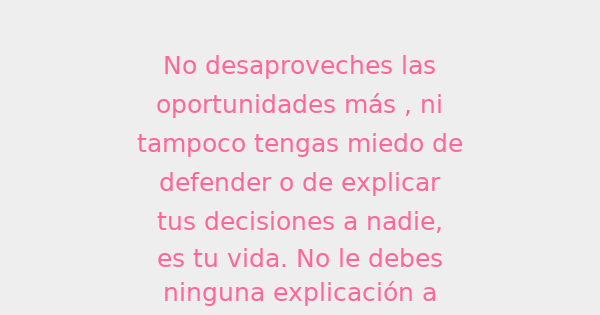 No desaproveches las
oportunidades más , ni
tampoco tengas miedo de
defender o de explicar
tus decisiones a nadie,
es tu vida. No le debes
ninguna explicación a